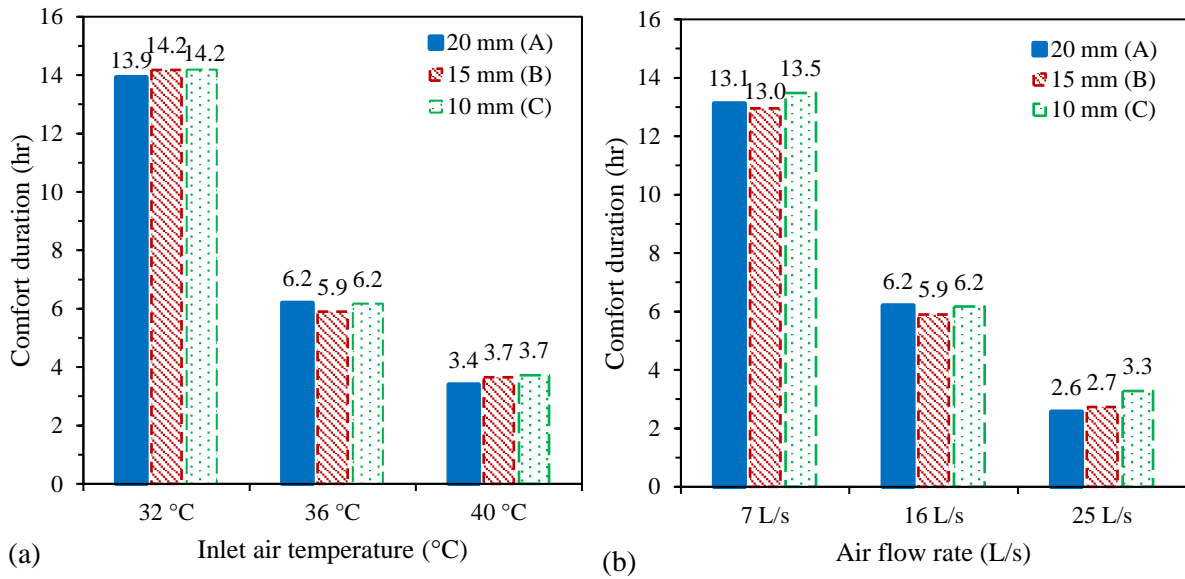 16
14
12
10
8
6
4
2
0
Comfort duration (hr)
20 mm (A)
15 mm (B)
10 mm (C)
13.9
14.2
14.2
6.2
5.9
6.2
3.4
3.7
3.7
32 °C
36 °C
40 °C
(a)
Inlet air temperature (°C)
16
14
12
10
8
6
4
2
0
Comfort duration (hr)
20 mm (A)
15 mm (B)
10 mm (C)
13.1
13.0
13.5
6.2
5.9
6.2
2.6
2.7
3.3
7 L/s
16 L/s
25 L/s
(b)
Air flow rate (L/s)